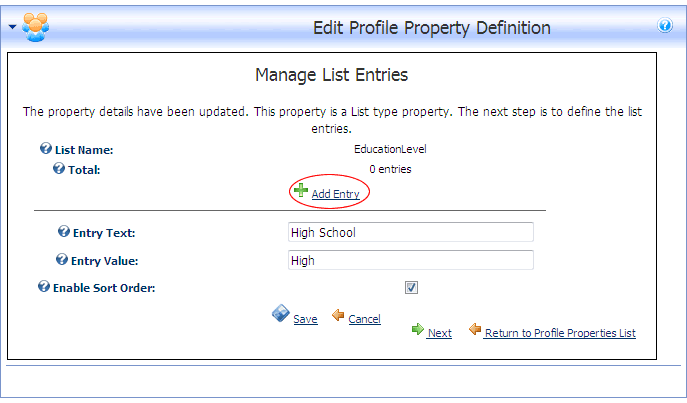 Edit Profile Property Definition
Manage List Entries
The property details have been updated. This property is a List type property. The next step is to define the list
entries.
List Name: EducationLevel
Total: 0 entries
Add Entry
Entry Text: High School
Entry Value: High
Enable Sort Order:
Save Cancel
Next Return to Profile Properties List